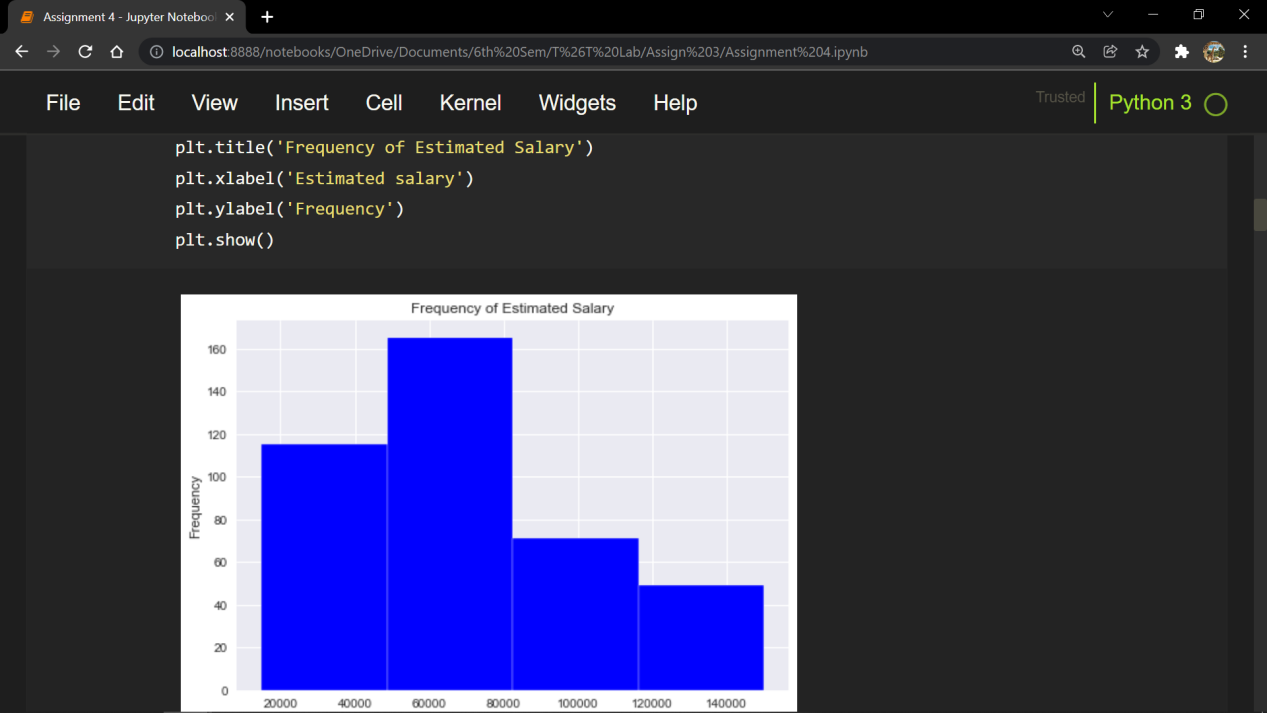 Assignment 4 - Jupyter Noteboo
localhost:8888/notebooks/OneDrive/Documents/6th%20Sem/T%26T%20Lab/Assign%203/Assignment%204.ipynb
File Edit View Insert Cell Kernel Widgets Help Trusted Python 3
plt.title('Frequency of Estimated Salary')
plt.xlabel('Estimated salary')
plt.ylabel('Frequency')
plt.show()
Frequency of Estimated Salary
160
140
120
100
80
60
40
20
0
Frequency
20000 40000 60000 80000 100000 120000 140000